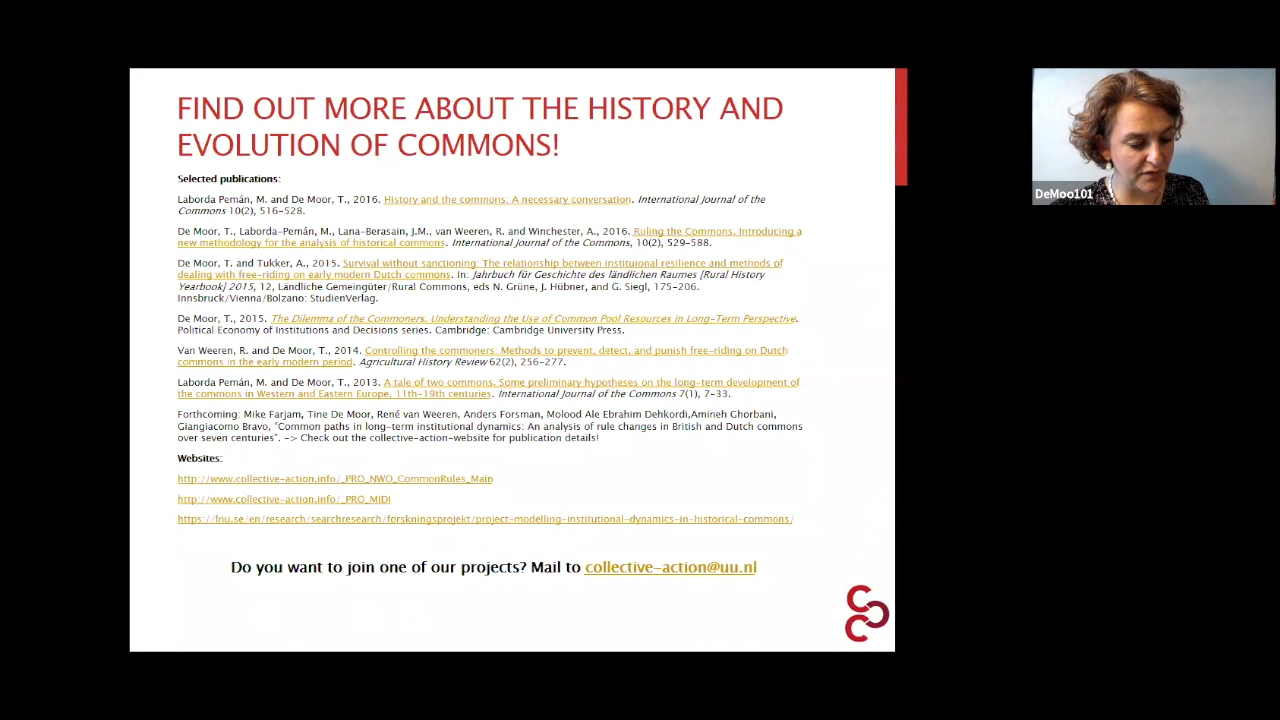 FIND OUT MORE ABOUT THE HISTORY AND
EVOLUTION OF COMMONS!
Selected publications:
Laborda Pemán, M. and De Moor, T., 2016. History and the commons: A necessary conversation. International Journal of the
Commons 10(2), 516-528.
De Moor, T., Laborda-Pemán, M., Lana-Berasain, J.M., van Weeren, R. and Winchester, A., 2016. Ruling the Commons. Introducing a
new methodology for the analysis of historical commons. International Journal of the Commons, 10(2), 529-588.
De Moor, T. and Tukker, A., 2015. Survival without sanctioning: The relationship between instituional resilience and methods of
dealing with free-riding on early modern Dutch commons. In: Jahrbuch für Geschichte des ländlichen Raumes [Rural History
Yearbook] 2015, 12, Ländliche Gemeingüter/Rural Commons, eds N. Grüne, J. Hübner, and G. Siegl, 175-206.
Innsbruck/Vienna/Bolzano: StudienVerlag.
De Moor, T., 2015. The Dilemma of the Commoners. Understanding the Use of Common Pool Resources in Long-Term Perspective.
Political Economy of Institutions and Decisions series. Cambridge: Cambridge University Press.
Van Weeren, R. and De Moor, T., 2014. Controlling the commoners: Methods to prevent, detect, and punish free-riding on Dutch
commons in the early modern period. Agricultural History Review 62(2), 256-277.
Laborda Pemán, M. and De Moor, T., 2013. A tale of two commons. Some preliminary hypotheses on the long-term development of
the commons in Western and Eastern Europe, 11th-19th centuries. International Journal of the Commons 7(1), 7-33.
Forthcoming: Mike Farjam, Tine De Moor, René van Weeren, Anders Forsman, Molood Ale Ebrahim Dehkordi,Amineh Ghorbani,
Giangiacomo Bravo, "Common paths in long-term institutional dynamics: An analysis of rule changes in British and Dutch commons
over seven centuries". -> Check out the collective-action-website for publication details!
Websites:
http://www.collective-action.info/_PRO_NWO_CommonRules_Main
http://www.collective-action.info/_PRO_MIDI
https://lnu.se/en/research/searchresearch/forskningsprojekt/project-modelling-institutional-dynamics-in-historical-commons/
Do you want to join one of our projects? Mail to collective-action@uu.nl
DeMoo101